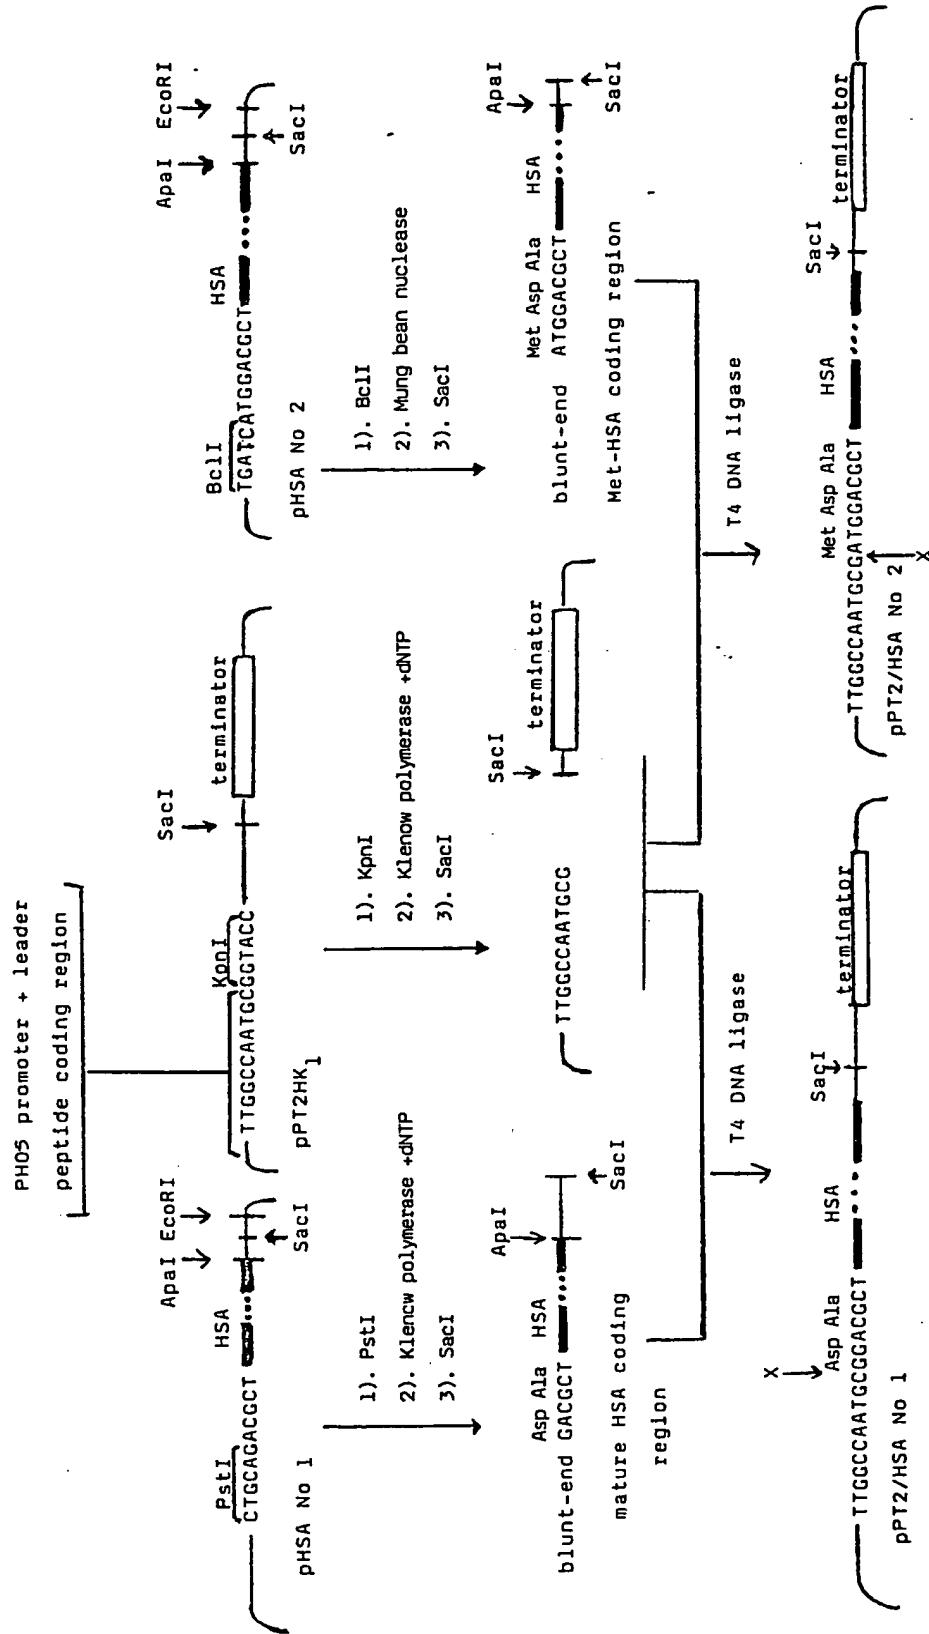 PHO5 promoter + leader
peptide coding region
PstI
CTGCAGACGCT
HSA
ApaI
EcoRI
SacI
pHSA No 1
KpnI
TTGGCCAATGCGGTACC
SacI
terminator
pPT2HK1
BclI
TGATCATGGACGCT
HSA
ApaI
EcoRI
SacI
pHSA No 2
1). PstI
2). Klencw polymerase +dNTP
3). SacI
1). KpnI
2). Klenow polymerase +dNTP
3). SacI
1). BclI
2). Mung bean nuclease
3). SacI
Asp Ala
HSA
ApaI
blunt-end GACGCT
SacI
mature HSA coding
region
TTGGCCAATGCG
SacI
terminator
Met Asp Ala
HSA
ApaI
blunt-end ATGGACGCT
SacI
Met-HSA coding region
T4 DNA ligase
T4 DNA ligase
X
Asp Ala
HSA
SacI
terminator
TTGGCCAATGCGGACGCT
pPT2/HSA No 1
Met Asp Ala
HSA
SacI
terminator
TTGGCCAATGCGATGGACGCT
pPT2/HSA No 2
X